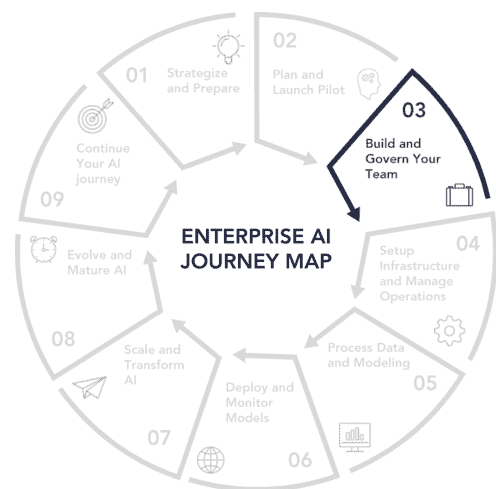 ENTERPRISE AI
JOURNEY MAP
01
Strategize
and Prepare
02
Plan and
Launch Pilot
03
Build and
Govern Your
Team
04
Setup
Infrastructure
and Manage
Operations
Process Data
and Modeling
05
Deploy and
Monitor
Models
06
Scale and
Transform
AI
07
Evolve and
Mature AI
08
Continue
Your AI
journey
09